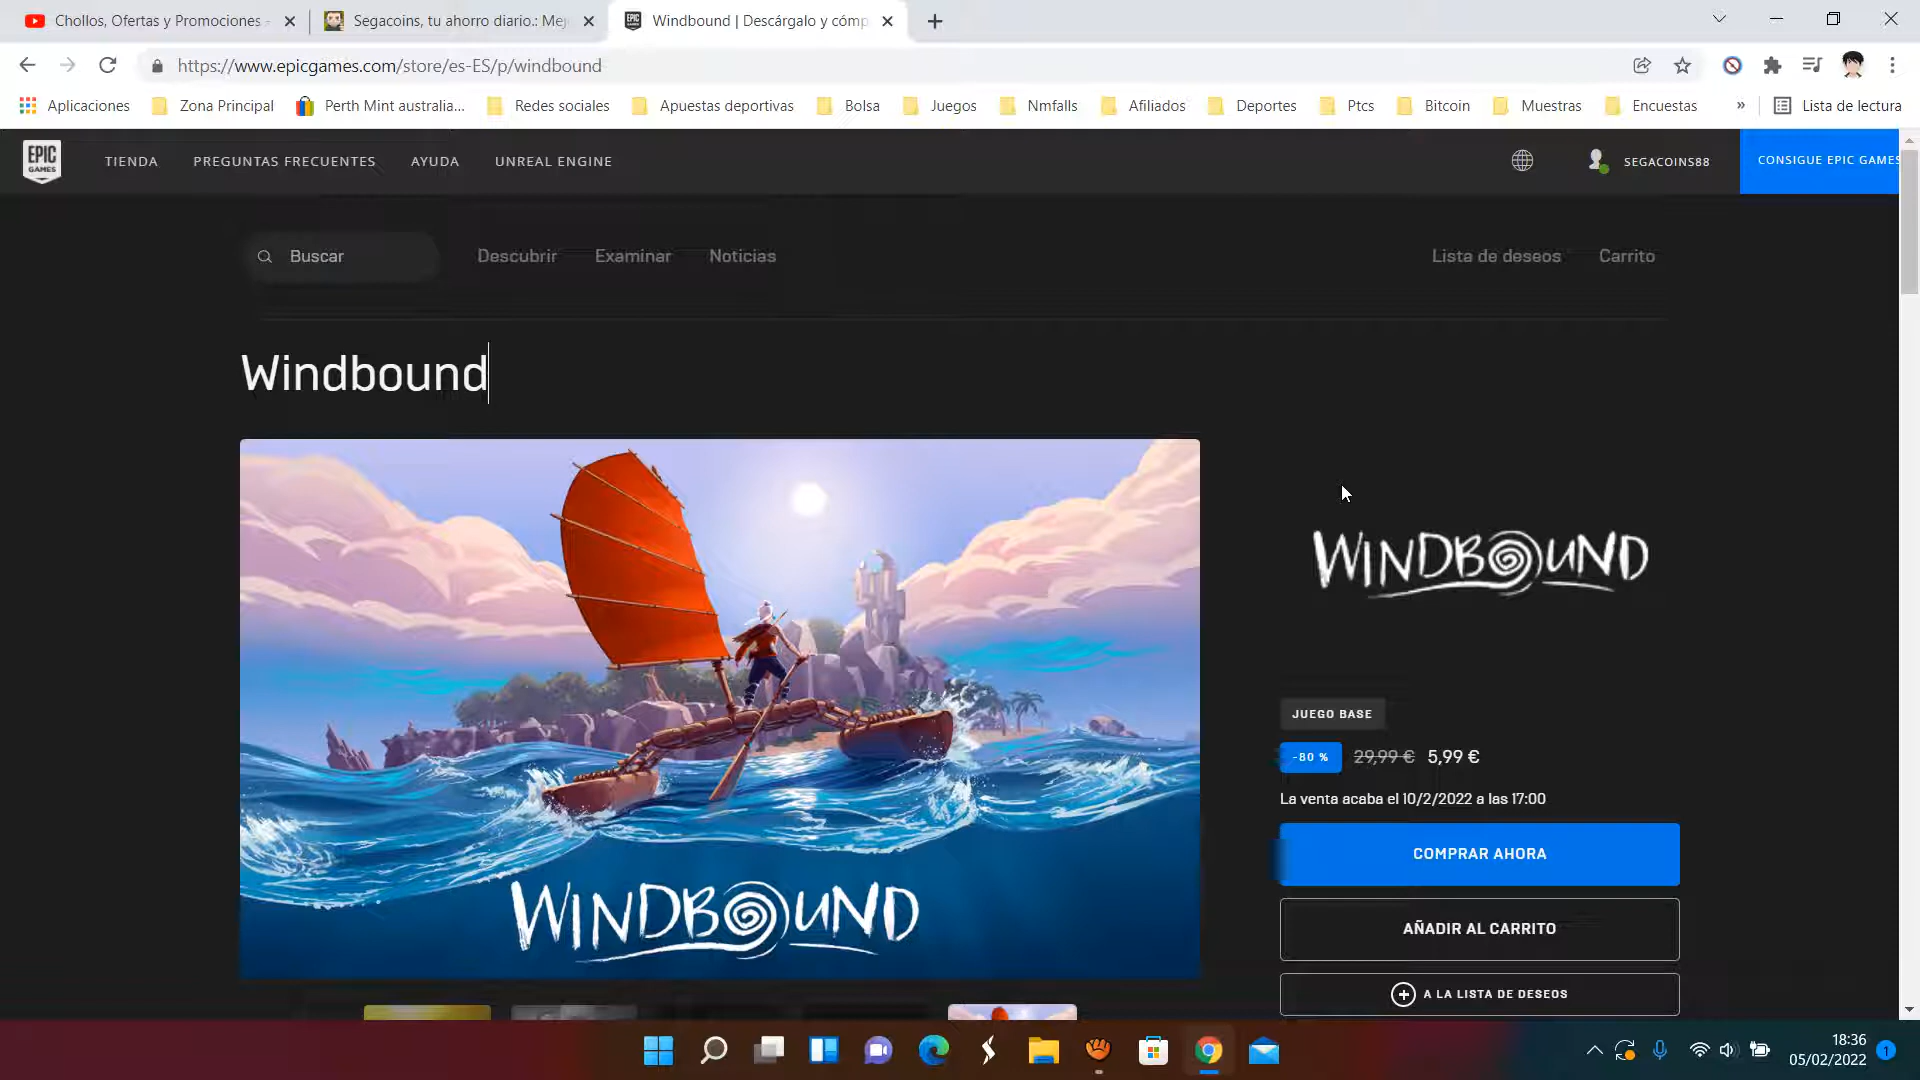 Chollos, Ofertas y Promociones -
Segacoins, tu ahorro diario.: Mej
Windbound | Descárgalo y cómp
https://www.epicgames.com/store/es-ES/p/windbound
Aplicaciones
Zona Principal
Perth Mint australia...
Redes sociales
Apuestas deportivas
Bolsa
Juegos
Nmfalls
Afiliados
Deportes
Ptcs
Bitcoin
Muestras
Encuestas
»
Lista de lectura
EPIC
GAMES
TIENDA
PREGUNTAS FRECUENTES
AYUDA
UNREAL ENGINE
SEGACOINS88
CONSIGUE EPIC GAMES
Buscar
Descubrir
Examinar
Noticias
Lista de deseos
Carrito
Windbound
WINDBOUND
WINDBOUND
JUEGO BASE
-80 %
29,99 €
5,99 €
La venta acaba el 10/2/2022 a las 17:00
COMPRAR AHORA
AÑADIR AL CARRITO
A LA LISTA DE DESEOS
18:36
05/02/2022
1